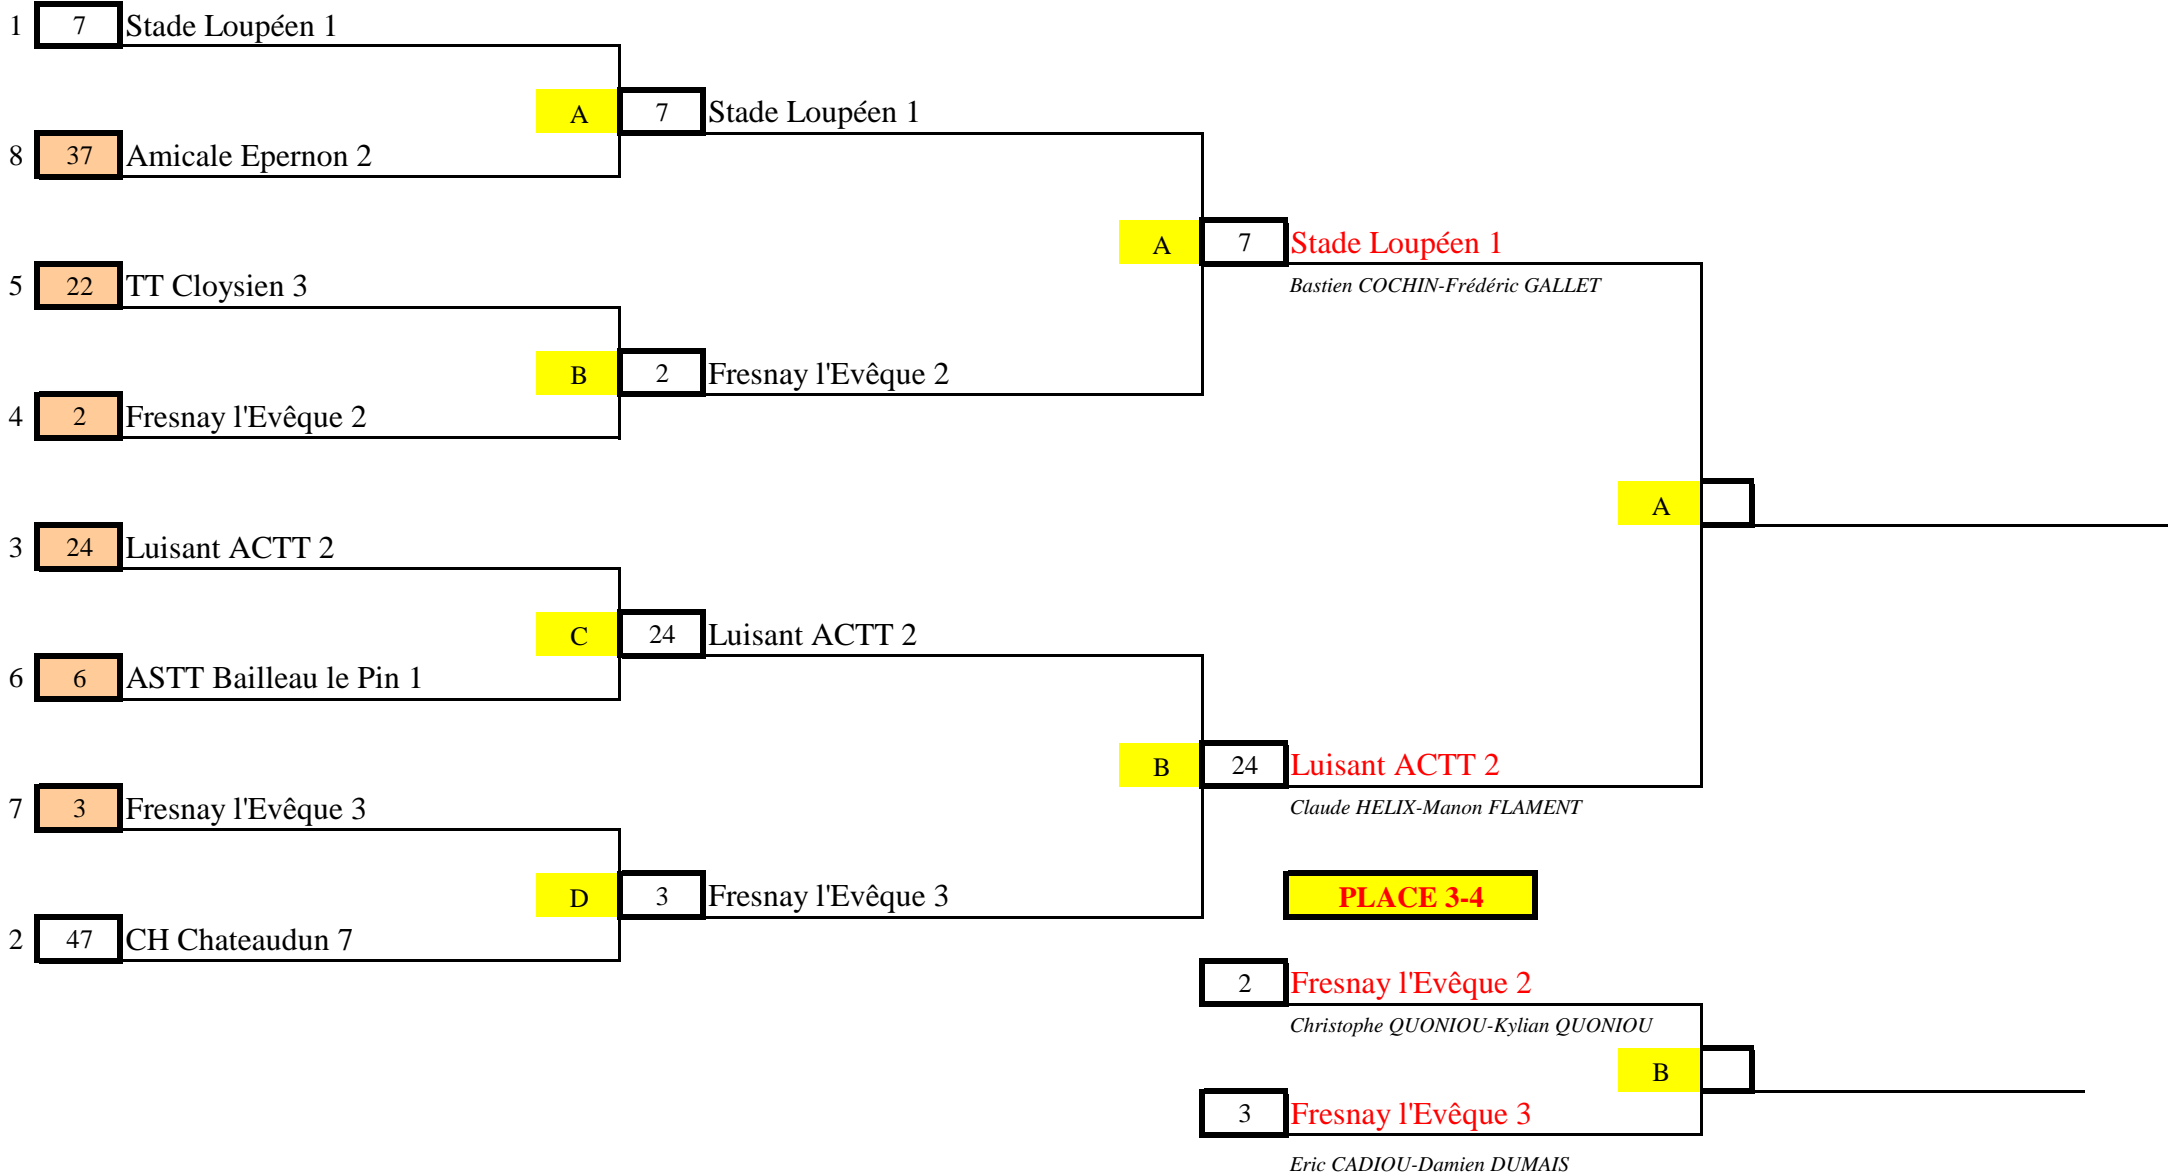 1 7 Stade Loupéen 1
A 7 Stade Loupéen 1
8 37 Amicale Epernon 2
A 7 Stade Loupéen 1
Bastien COCHIN-Frédéric GALLET
5 22 TT Cloysien 3
B 2 Fresnay l'Evêque 2
4 2 Fresnay l'Evêque 2
A
3 24 Luisant ACTT 2
C 24 Luisant ACTT 2
6 6 ASTT Bailleau le Pin 1
B 24 Luisant ACTT 2
Claude HELIX-Manon FLAMENT
7 3 Fresnay l'Evêque 3
D 3 Fresnay l'Evêque 3
PLACE 3-4
2 47 CH Chateaudun 7
2 Fresnay l'Evêque 2
Christophe QUONIOU-Kylian QUONIOU
B
3 Fresnay l'Evêque 3
Eric CADIOU-Damien DUMAIS